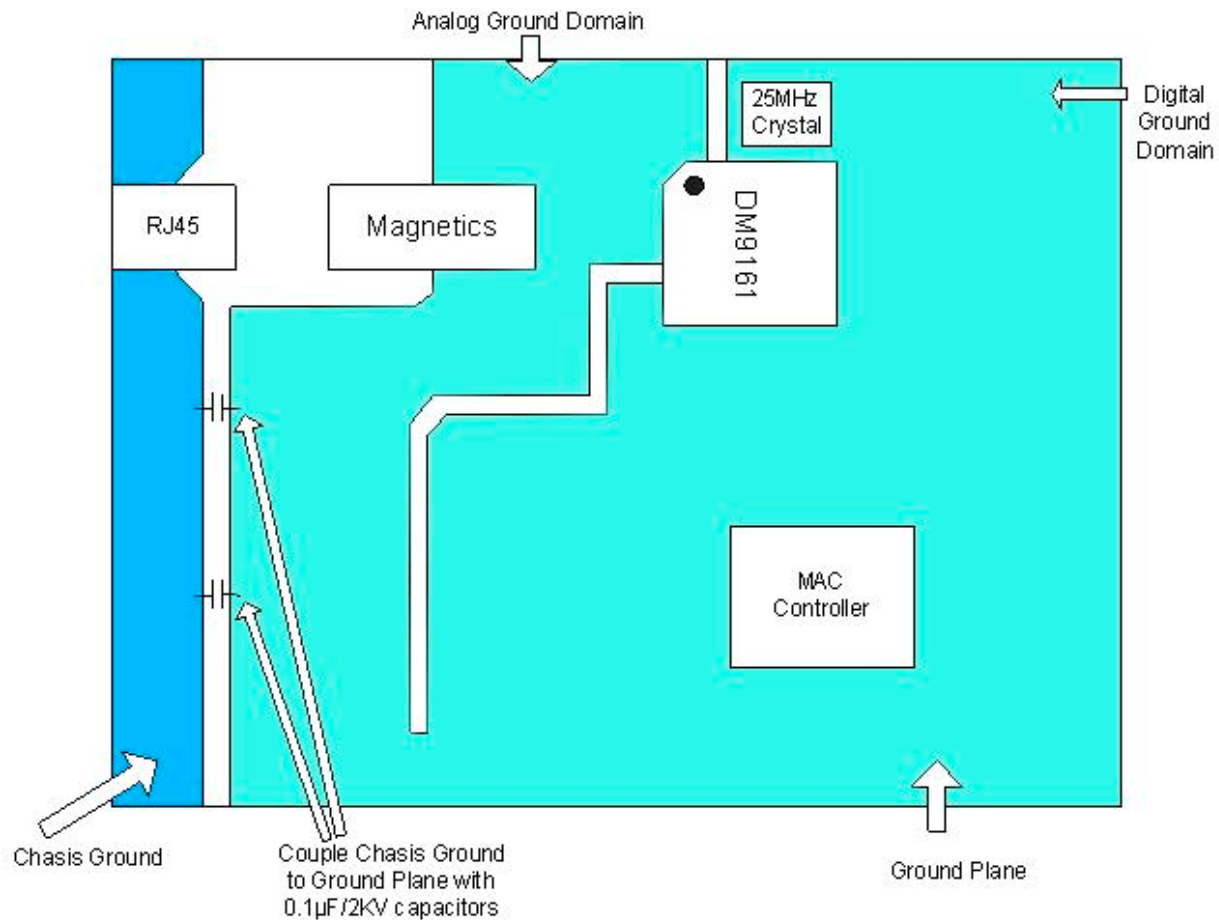 Analog Ground Domain
25MHz
Crystal
Digital
Ground
Domain
RJ45
Magnetics
DM9161
MAC
Controller
Chasis Ground
Couple Chasis Ground
to Ground Plane with
0.1µF/2KV capacitors
Ground Plane